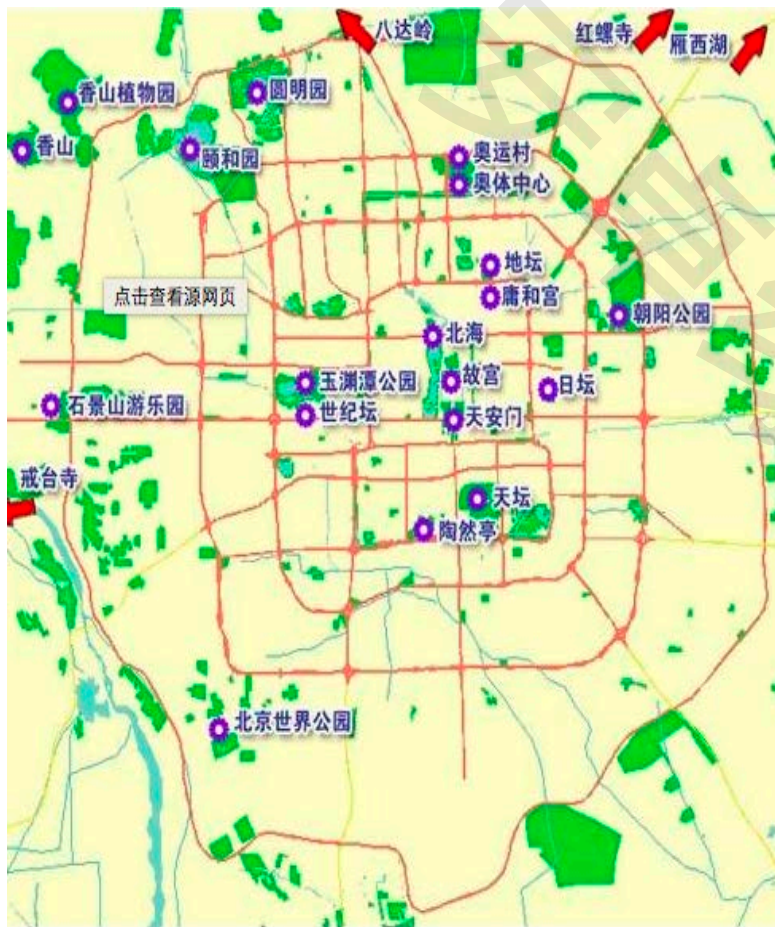 八达岭
红螺寺
雁西湖
香山植物园
圆明园
香山
颐和园
奥运村
奥体中心
地坛
庸和宫
点击查看源网页
朝阳公园
北海
玉渊潭公园
故宫
日坛
石景山游乐园
世纪坛
天安门
戒台寺
天坛
陶然亭
北京世界公园